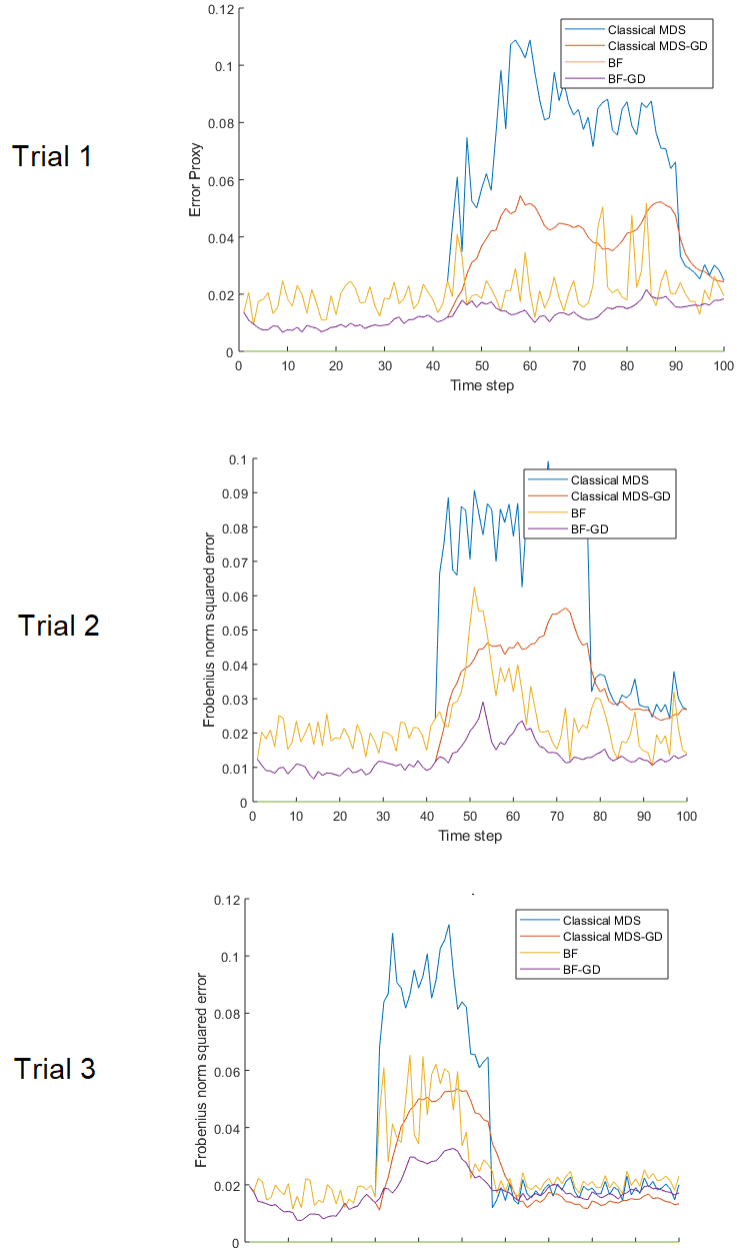 Trial 1
Error Proxy
0.12
0.1
0.08
0.06
0.04
0.02
0
Classical MDS
Classical MDS-GD
BF
BF-GD
0 10 20 30 40 50 60 70 80 90 100
Time step
Trial 2
Frobenius norm squared error
0.1
0.09
0.08
0.07
0.06
0.05
0.04
0.03
0.02
0.01
0
Classical MDS
Classical MDS-GD
BF
BF-GD
0 10 20 30 40 50 60 70 80 90 100
Time step
Trial 3
Frobenius norm squared error
0.12
0.1
0.08
0.06
0.04
0.02
0
Classical MDS
Classical MDS-GD
BF
BF-GD